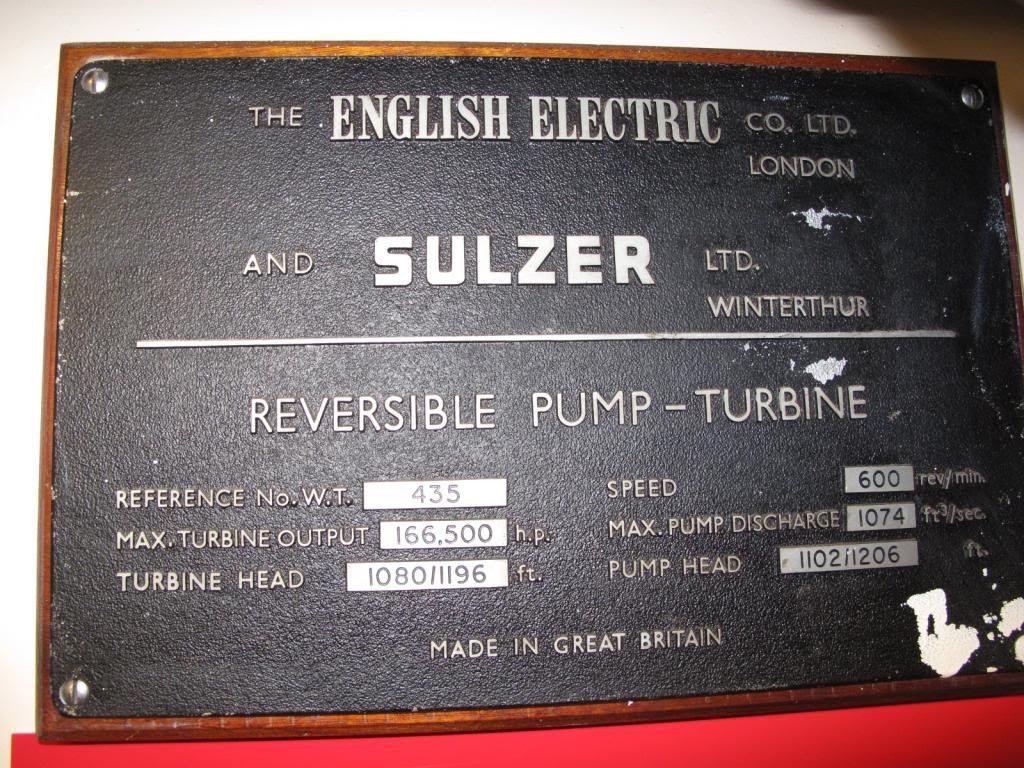 THE ENGLISH ELECTRIC CO. LTD.
LONDON
AND SULZER LTD.
WINTERTHUR
REVERSIBLE PUMP - TURBINE
REFERENCE No. W.T. 435
MAX. TURBINE OUTPUT 166,500 h.p.
TURBINE HEAD 1080/1196 ft.
SPEED 600 rev/min.
MAX. PUMP DISCHARGE 1074 ft³/sec.
PUMP HEAD 1102/1206 ft.
MADE IN GREAT BRITAIN